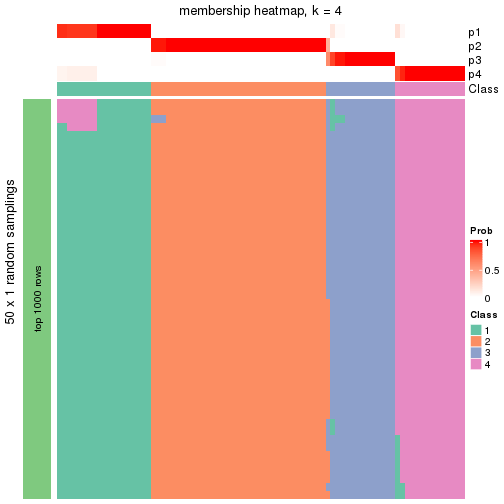 membership heatmap, k = 4
p1
p2
p3
p4
Class
50 x 1 random samplings
top 1000 rows
Prob
1
0.5
0
Class
1
2
3
4